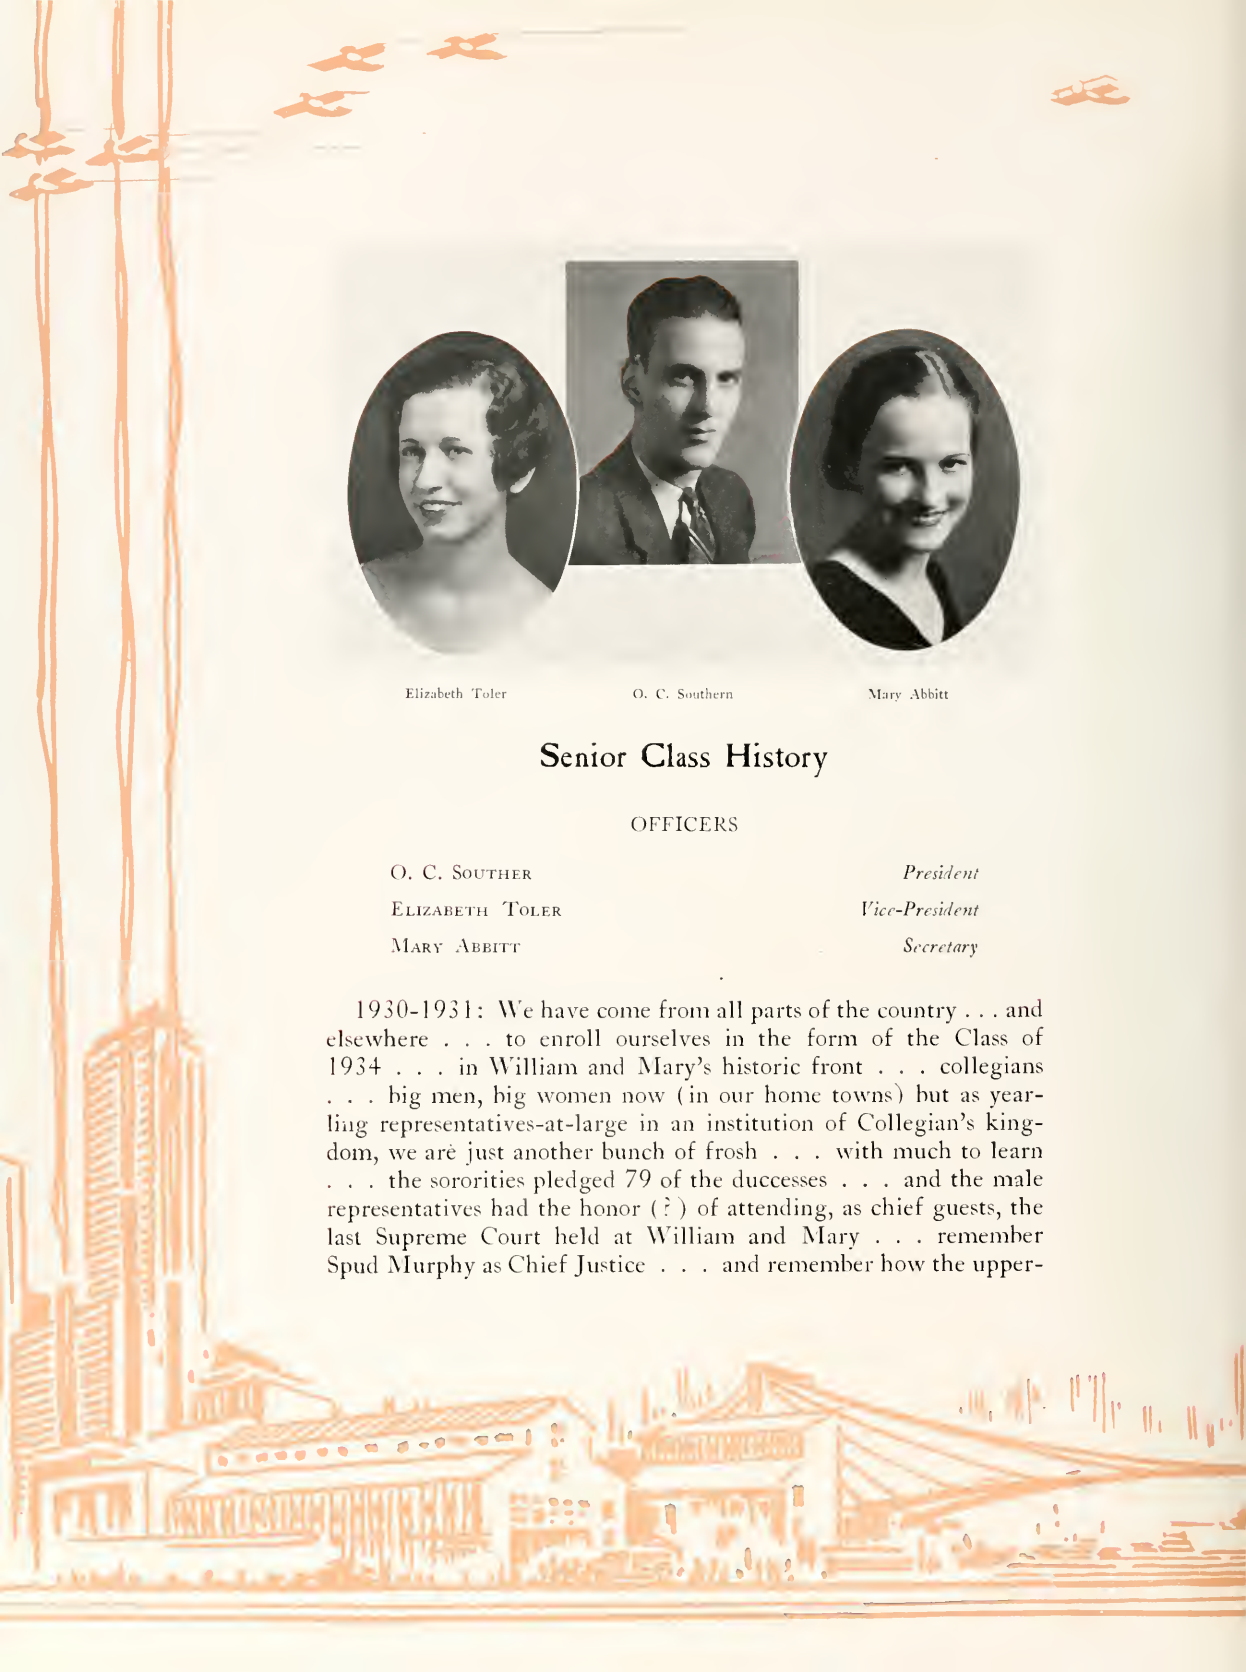 Elizabeth Toler
O. C. Southern
Mary Abbitt
Senior Class History
OFFICERS
O. C. Souther President
Elizabeth Toler Vice-President
Mary Abbitt Secretary
1930-1931: We have come from all parts of the country . . . and
elsewhere . . . to enroll ourselves in the form of the Class of
1934 . . . in William and Mary's historic front . . . collegians
. . . big men, big women now (in our home towns) but as year-
ling representatives-at-large in an institution of Collegian's king-
dom, we are just another bunch of frosh . . . with much to learn
. . . the sororities pledged 79 of the duccesses . . . and the male
representatives had the honor (?) of attending, as chief guests, the
last Supreme Court held at William and Mary . . . remember
Spud Murphy as Chief Justice . . . and remember how the upper-